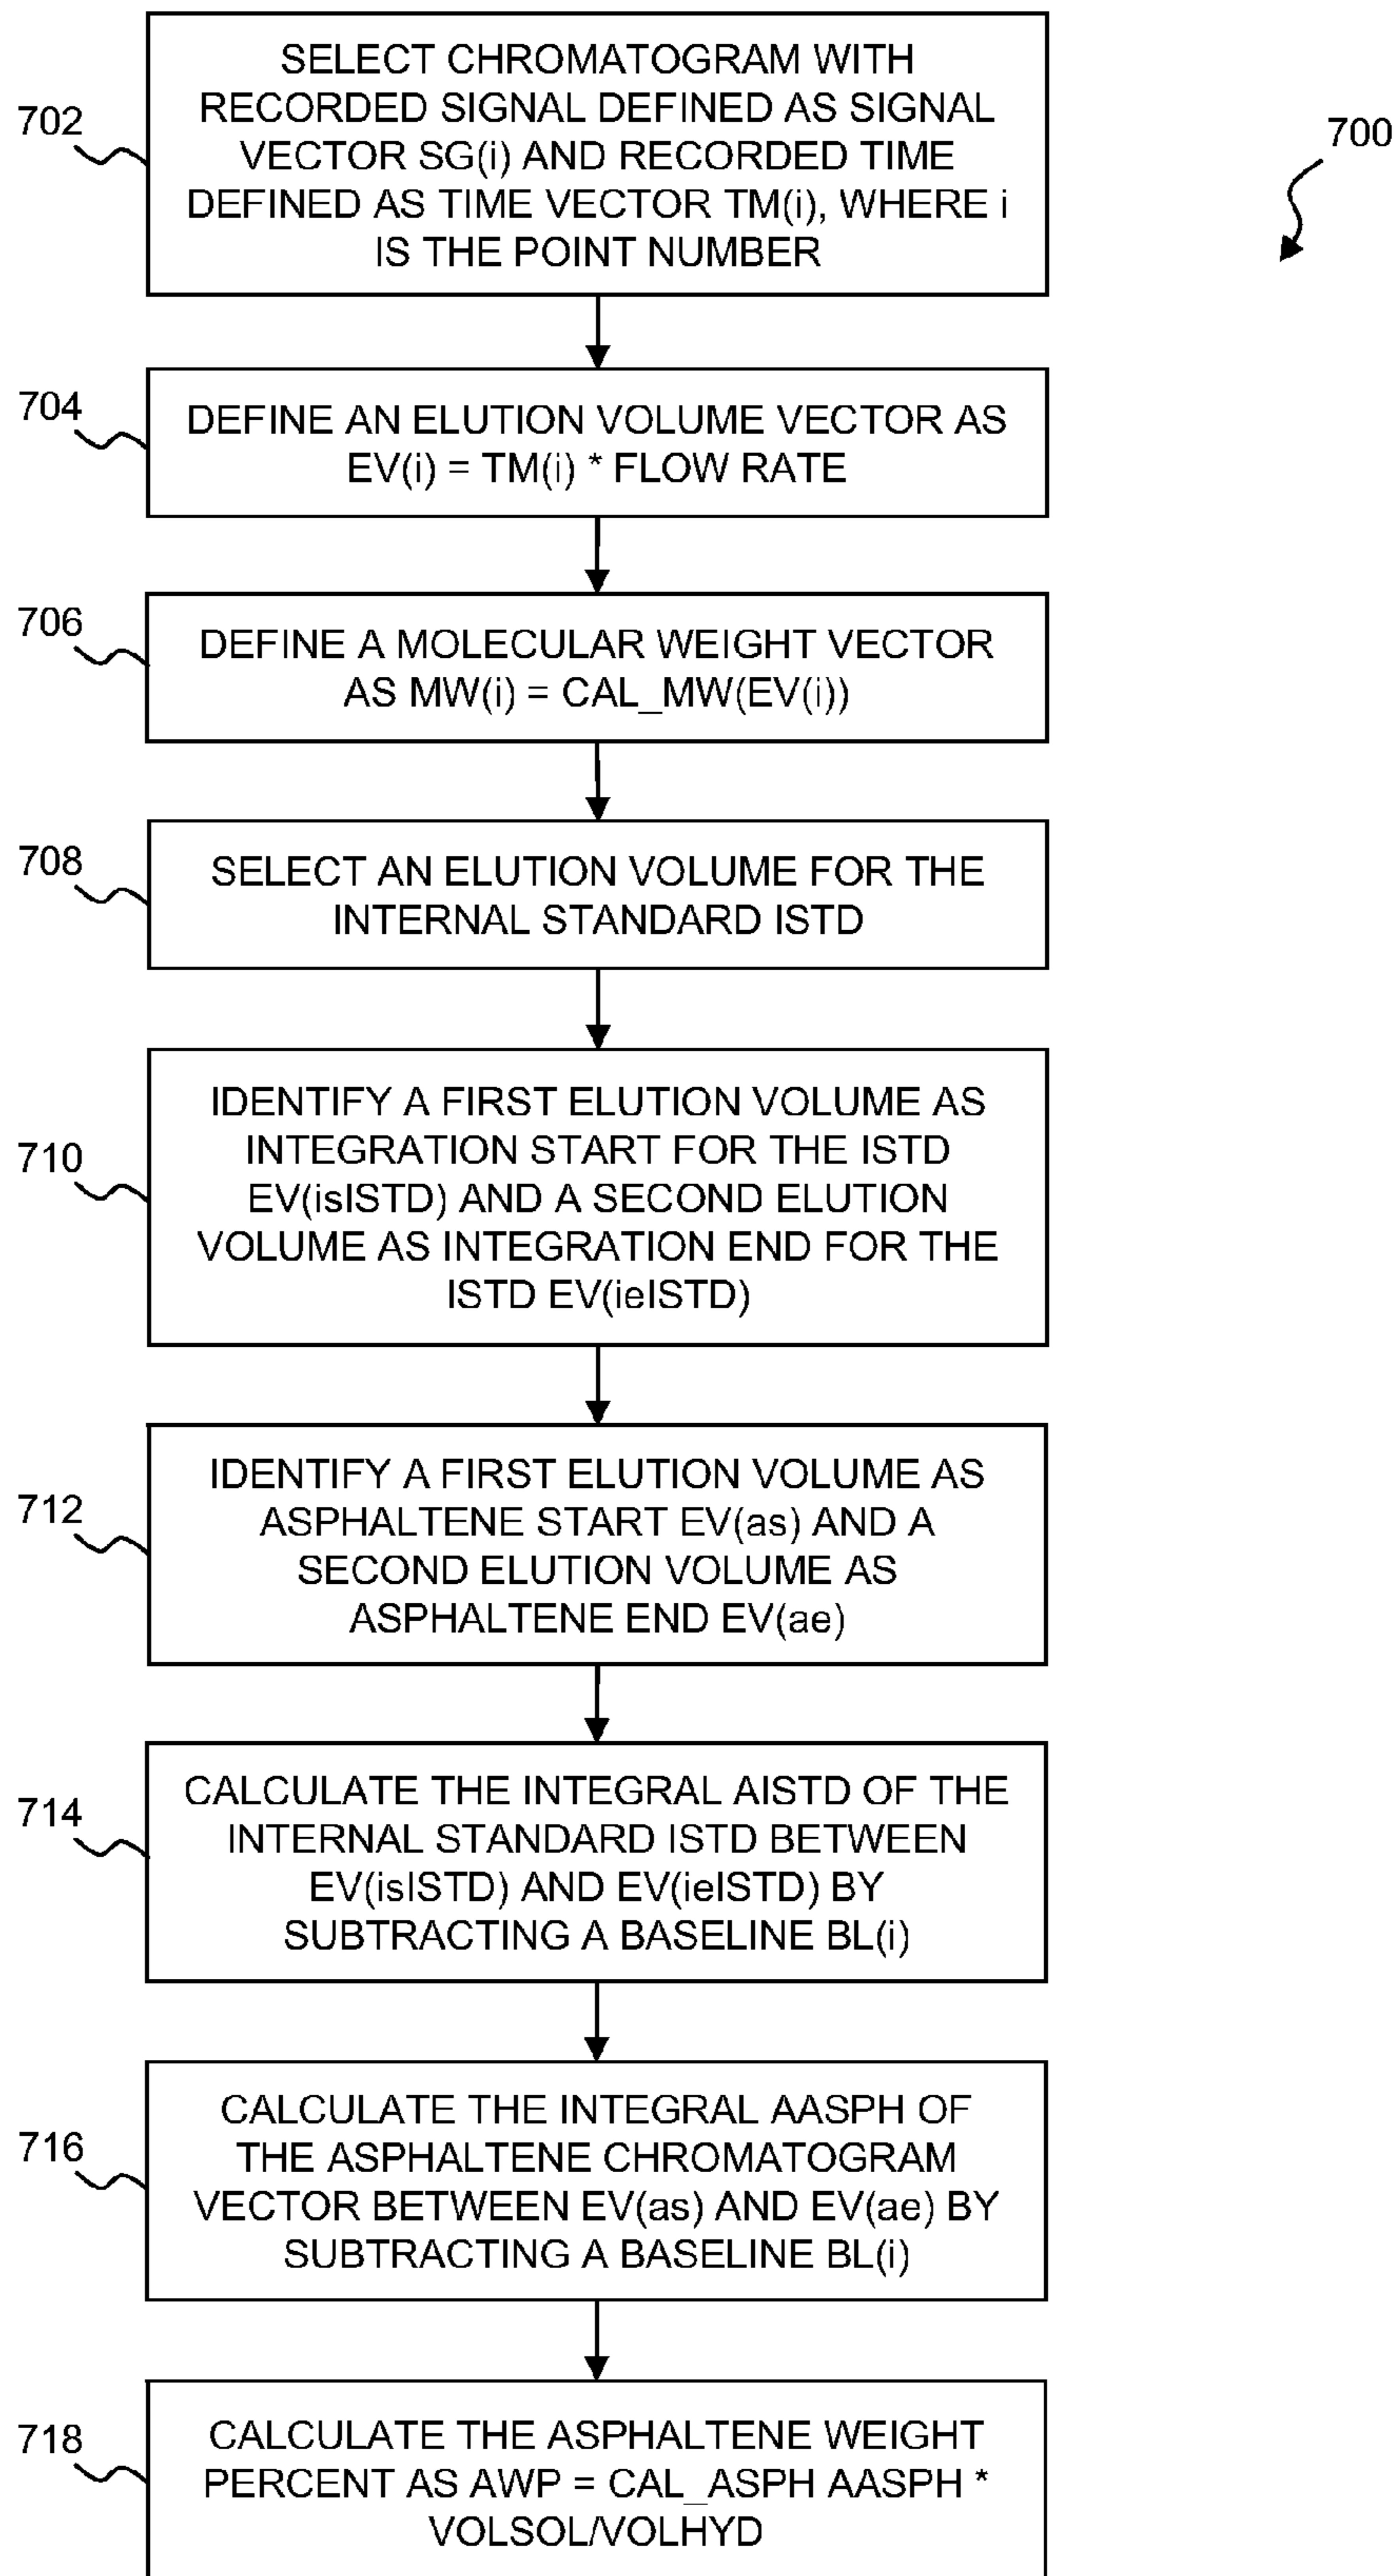 700
702
SELECT CHROMATOGRAM WITH
RECORDED SIGNAL DEFINED AS SIGNAL
VECTOR SG(i) AND RECORDED TIME
DEFINED AS TIME VECTOR TM(i), WHERE i
IS THE POINT NUMBER
704
DEFINE AN ELUTION VOLUME VECTOR AS
EV(i) = TM(i) * FLOW RATE
706
DEFINE A MOLECULAR WEIGHT VECTOR
AS MW(i) = CAL_MW(EV(i))
708
SELECT AN ELUTION VOLUME FOR THE
INTERNAL STANDARD ISTD
710
IDENTIFY A FIRST ELUTION VOLUME AS
INTEGRATION START FOR THE ISTD
EV(isISTD) AND A SECOND ELUTION
VOLUME AS INTEGRATION END FOR THE
ISTD EV(ieISTD)
712
IDENTIFY A FIRST ELUTION VOLUME AS
ASPHALTENE START EV(as) AND A
SECOND ELUTION VOLUME AS
ASPHALTENE END EV(ae)
714
CALCULATE THE INTEGRAL AISTD OF THE
INTERNAL STANDARD ISTD BETWEEN
EV(isISTD) AND EV(ieISTD) BY
SUBTRACTING A BASELINE BL(i)
716
CALCULATE THE INTEGRAL AASPH OF
THE ASPHALTENE CHROMATOGRAM
VECTOR BETWEEN EV(as) AND EV(ae) BY
SUBTRACTING A BASELINE BL(i)
718
CALCULATE THE ASPHALTENE WEIGHT
PERCENT AS AWP = CAL_ASPH AASPH *
VOLSOL/VOLHYD